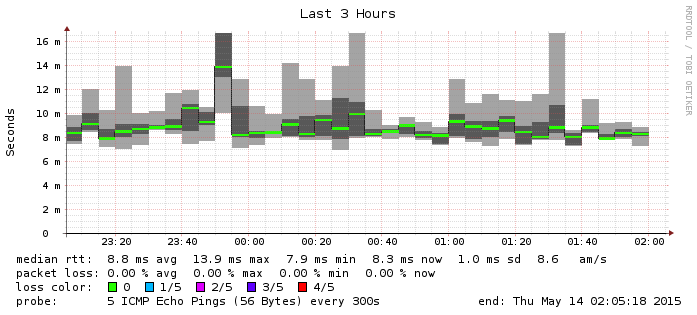 Last 3 Hours
RRDTOOL / TOBI OETIKER
Seconds
16 m
14 m
12 m
10 m
8 m
6 m
4 m
2 m
0
23:20 23:40 00:00 00:20 00:40 01:00 01:20 01:40 02:00
median rtt: 8.8 ms avg 13.9 ms max 7.9 ms min 8.3 ms now 1.0 ms sd 8.6 am/s
packet loss: 0.00 % avg 0.00 % max 0.00 % min 0.00 % now
loss color: 0 1/5 2/5 3/5 4/5
probe: 5 ICMP Echo Pings (56 Bytes) every 300s end: Thu May 14 02:05:18 2015